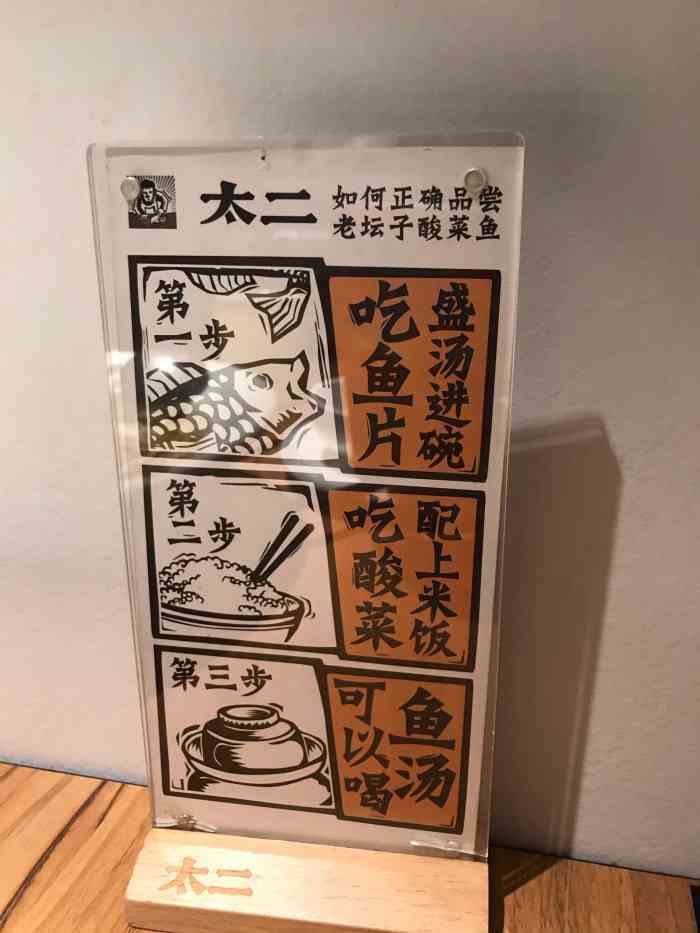 太二
如何正确品尝
老坛子酸菜鱼
第一步
盛汤进碗
吃鱼片
第二步
配上米饭
吃酸菜
第三步
鱼汤
可以喝
太二